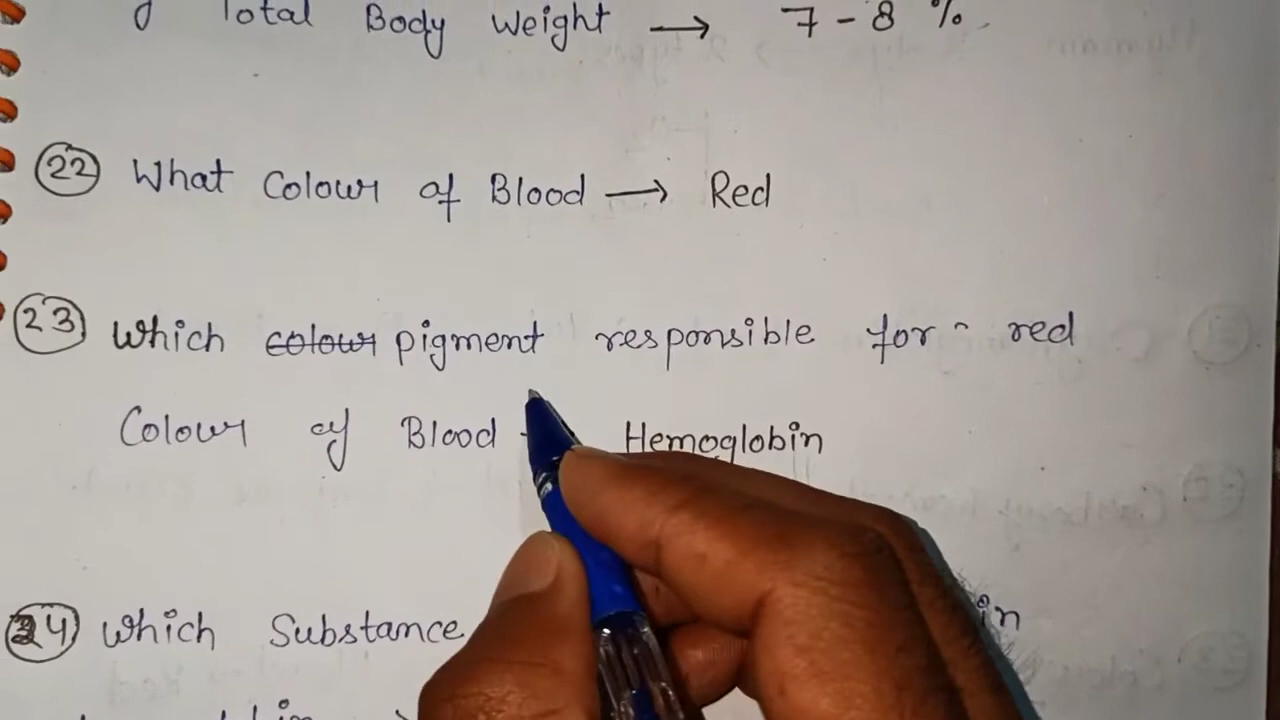 Total Body Weight → 7 - 8 %
22 What Colour of Blood → Red
23 Which colour pigment responsible for red
Colour of Blood Hemoglobin
24 Which Substance in